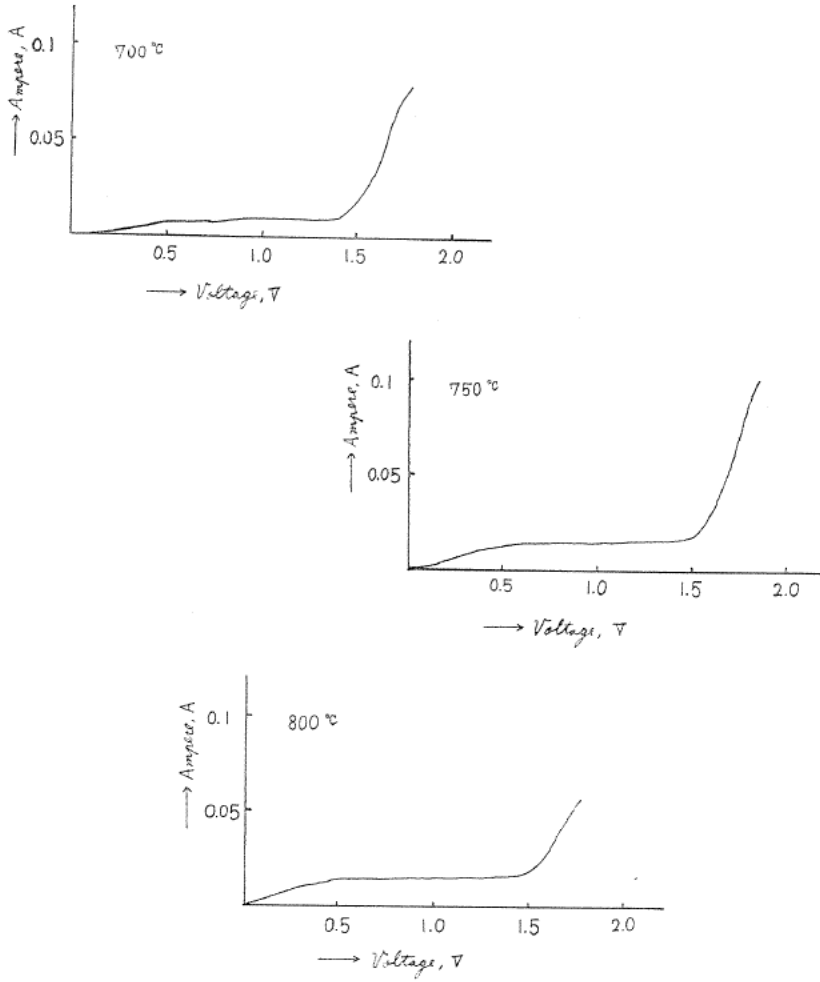 0.1
700 °C
→ Ampere, A
0.05
0.5 1.0 1.5 2.0
→ Voltage, V
0.1
750 °C
→ Ampere, A
0.05
0.5 1.0 1.5 2.0
→ Voltage, V
0.1
800 °C
→ Ampere, A
0.05
0.5 1.0 1.5 2.0
→ Voltage, V